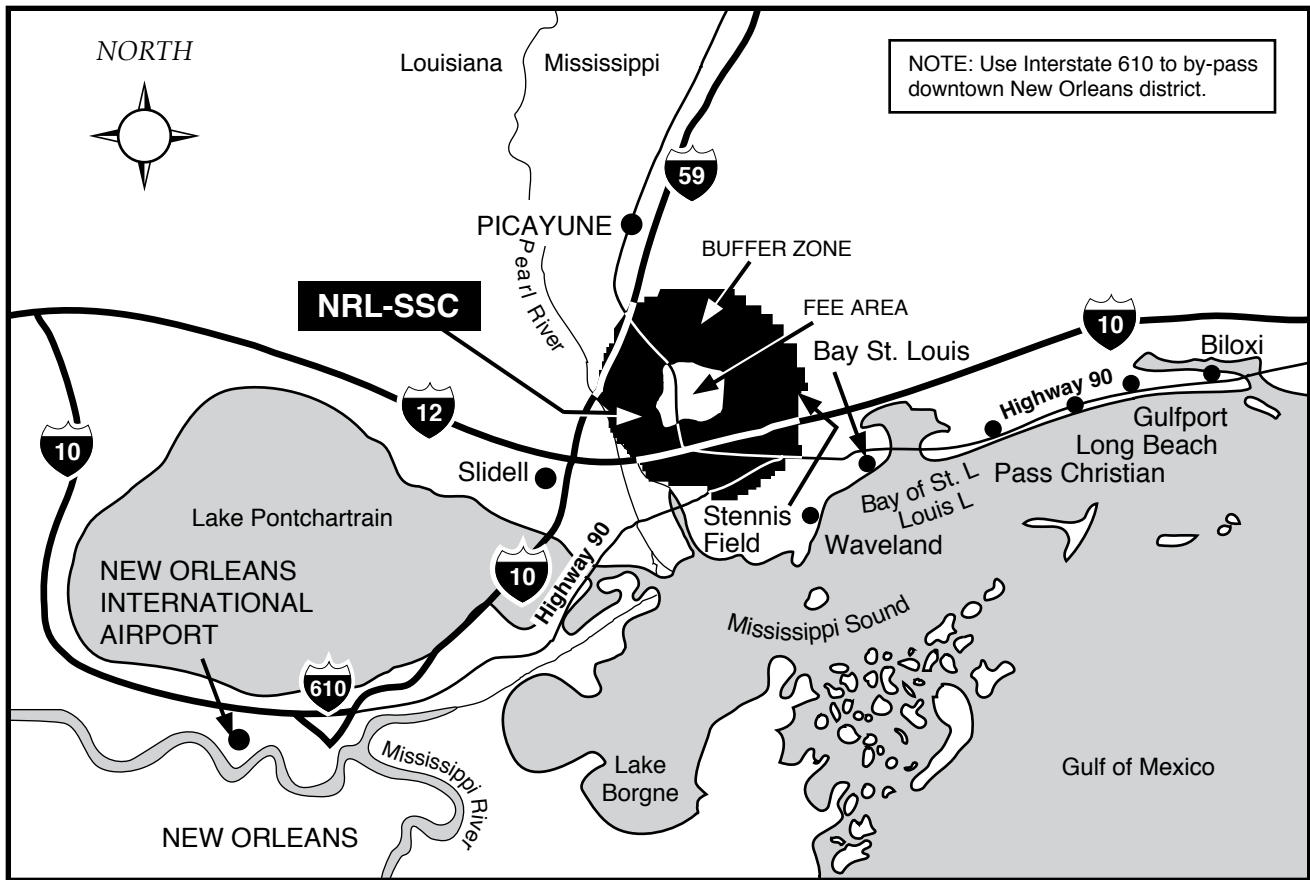 NORTH
Louisiana
Mississippi
NOTE: Use Interstate 610 to by-pass
downtown New Orleans district.
59
PICAYUNE
Pearl River
BUFFER ZONE
NRL-SSC
FEE AREA
10
Bay St. Louis
Biloxi
Highway 90
12
10
Gulfport
Long Beach
Pass Christian
Slidell
Bay of St. L
Louis L
Stennis
Field
Waveland
Lake Pontchartrain
10
Highway 90
NEW ORLEANS
INTERNATIONAL
AIRPORT
Mississippi Sound
610
Mississippi River
Lake
Borgne
Gulf of Mexico
NEW ORLEANS